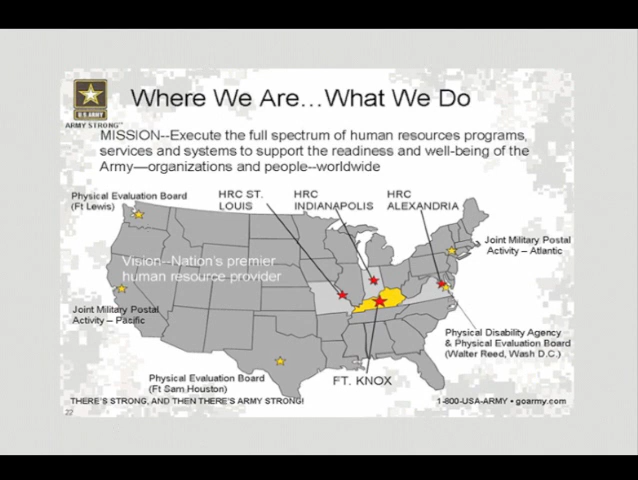 U.S. ARMY
ARMY STRONG™
Where We Are…What We Do
MISSION--Execute the full spectrum of human resources programs,
services and systems to support the readiness and well-being of the
Army—organizations and people--worldwide
Physical Evaluation Board
(Ft Lewis)
HRC ST.
LOUIS
HRC
INDIANAPOLIS
HRC
ALEXANDRIA
Joint Military Postal
Activity – Atlantic
Vision--Nation's premier
human resource provider
Joint Military Postal
Activity – Pacific
Physical Disability Agency
& Physical Evaluation Board
(Walter Reed, Wash D.C.)
Physical Evaluation Board
(Ft Sam Houston)
FT. KNOX
THERE'S STRONG, AND THEN THERE'S ARMY STRONG!
1-800-USA-ARMY • goarmy.com
22